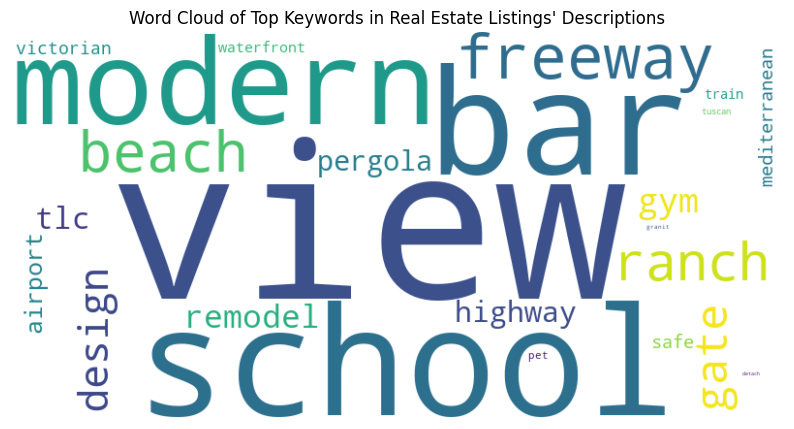 Word Cloud of Top Keywords in Real Estate Listings' Descriptions
victorian
waterfront
modern
freeway
bar
train
tuscan
mediterranean
beach
pergola
view
tlc
gym
granit
airport
design
ranch
remodel
highway
school
pet
safe
gate
detach